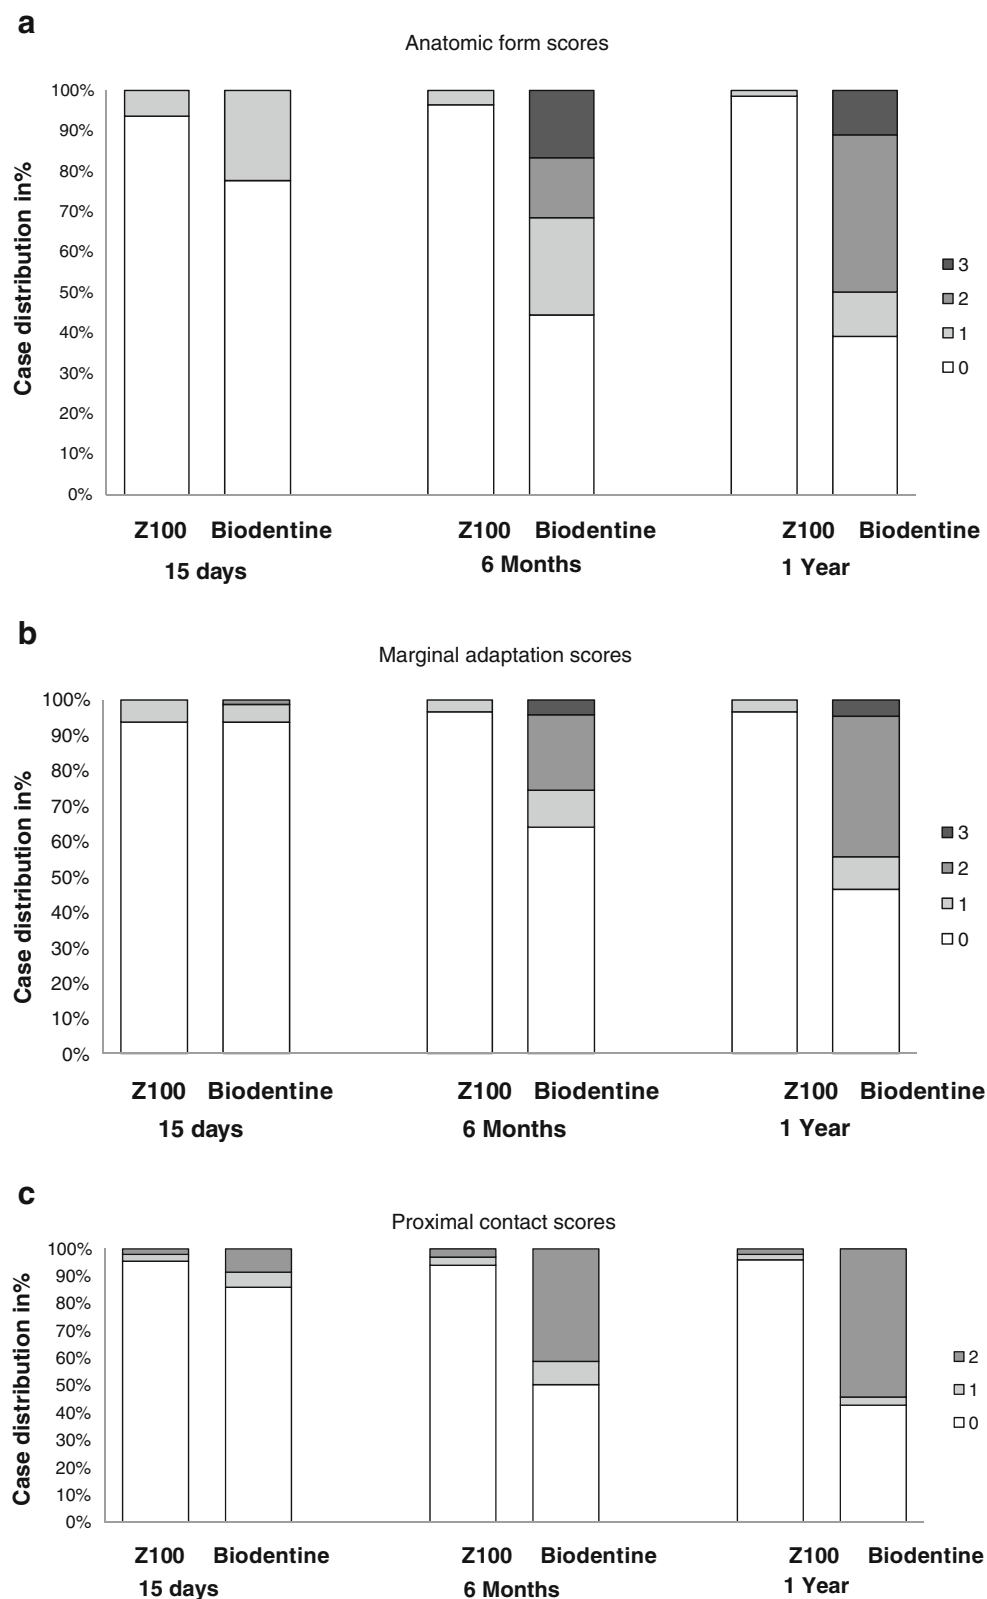 a
Anatomic form scores
Case distribution in%
100%
90%
80%
70%
60%
50%
40%
30%
20%
10%
0%
3
2
1
0
Z100 Biodentine Z100 Biodentine Z100 Biodentine
15 days 6 Months 1 Year
b
Marginal adaptation scores
Case distribution in%
100%
90%
80%
70%
60%
50%
40%
30%
20%
10%
0%
3
2
1
0
Z100 Biodentine Z100 Biodentine Z100 Biodentine
15 days 6 Months 1 Year
c
Proximal contact scores
Case distribution in%
100%
90%
80%
70%
60%
50%
40%
30%
20%
10%
0%
2
1
0
Z100 Biodentine Z100 Biodentine Z100 Biodentine
15 days 6 Months 1 Year